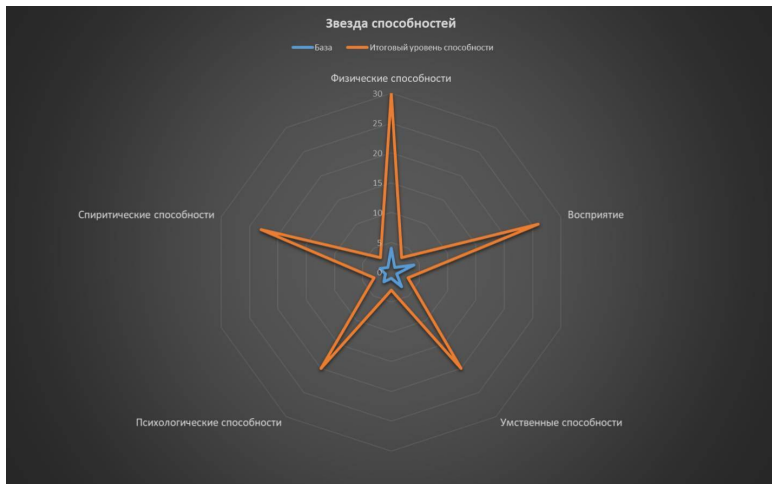 Звезда способностей
База
Итоговый уровень способности
Физические способности
30
25
20
15
10
5
0
Восприятие
Спиритические способности
Психологические способности
Умственные способности